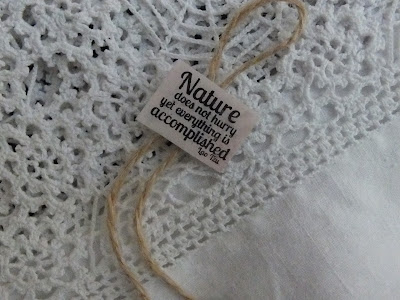 Nature
does not hurry
yet everything is
accomplished
Lao Tzu